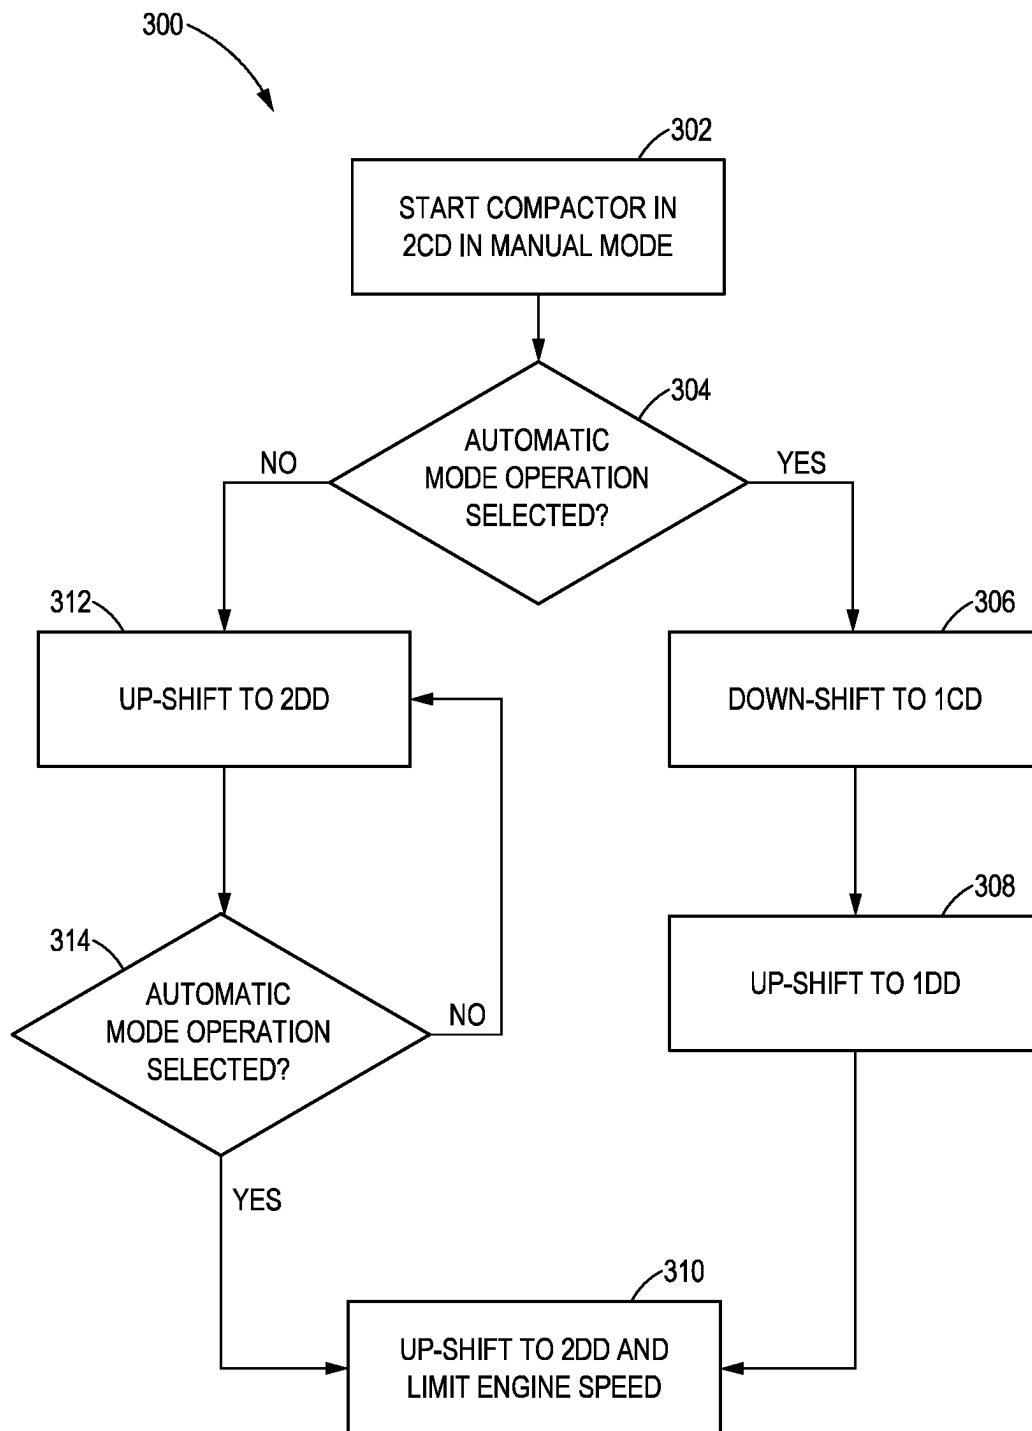 300
302
START COMPACTOR IN
2CD IN MANUAL MODE
304
AUTOMATIC
MODE OPERATION
SELECTED?
NO
YES
312
UP-SHIFT TO 2DD
306
DOWN-SHIFT TO 1CD
308
UP-SHIFT TO 1DD
314
AUTOMATIC
MODE OPERATION
SELECTED?
NO
YES
310
UP-SHIFT TO 2DD AND
LIMIT ENGINE SPEED